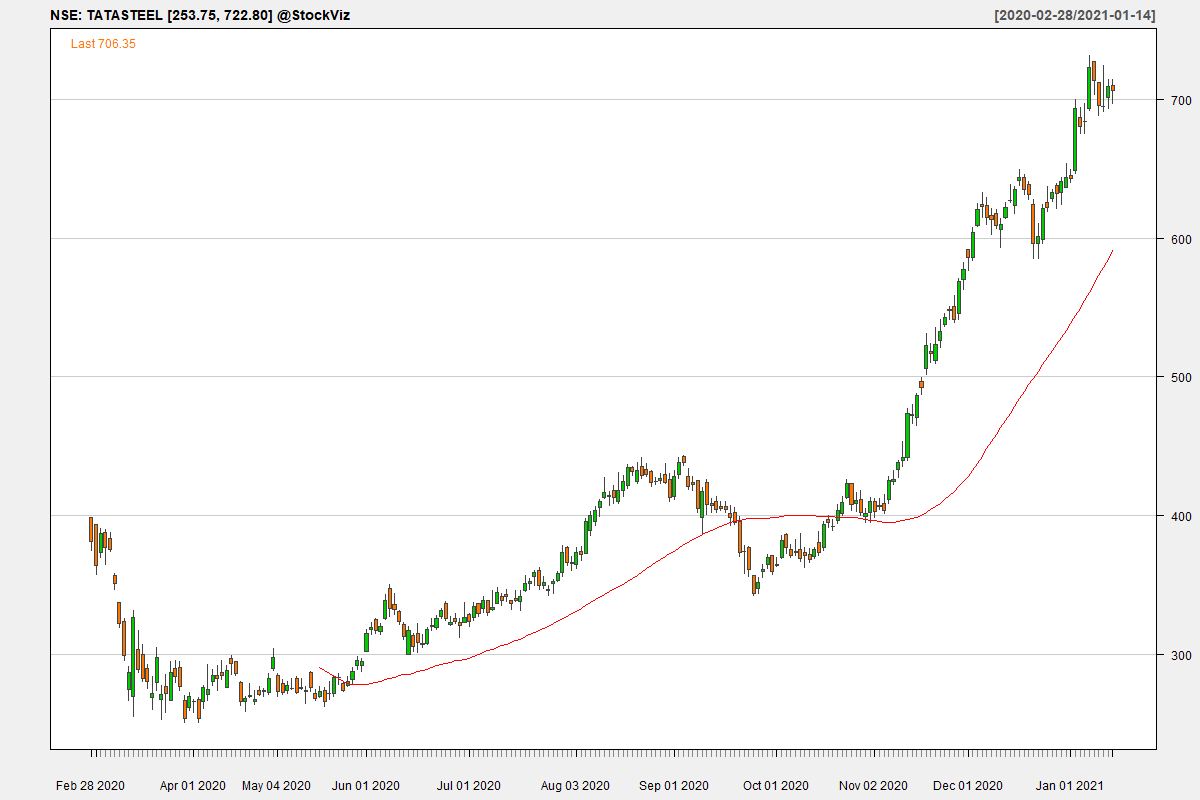 NSE: TATASTEEL [253.75, 722.80] @StockViz
[2020-02-28/2021-01-14]
Last 706.35
700
600
500
400
300
Feb 28 2020 Apr 01 2020 May 04 2020 Jun 01 2020 Jul 01 2020 Aug 03 2020 Sep 01 2020 Oct 01 2020 Nov 02 2020 Dec 01 2020 Jan 01 2021